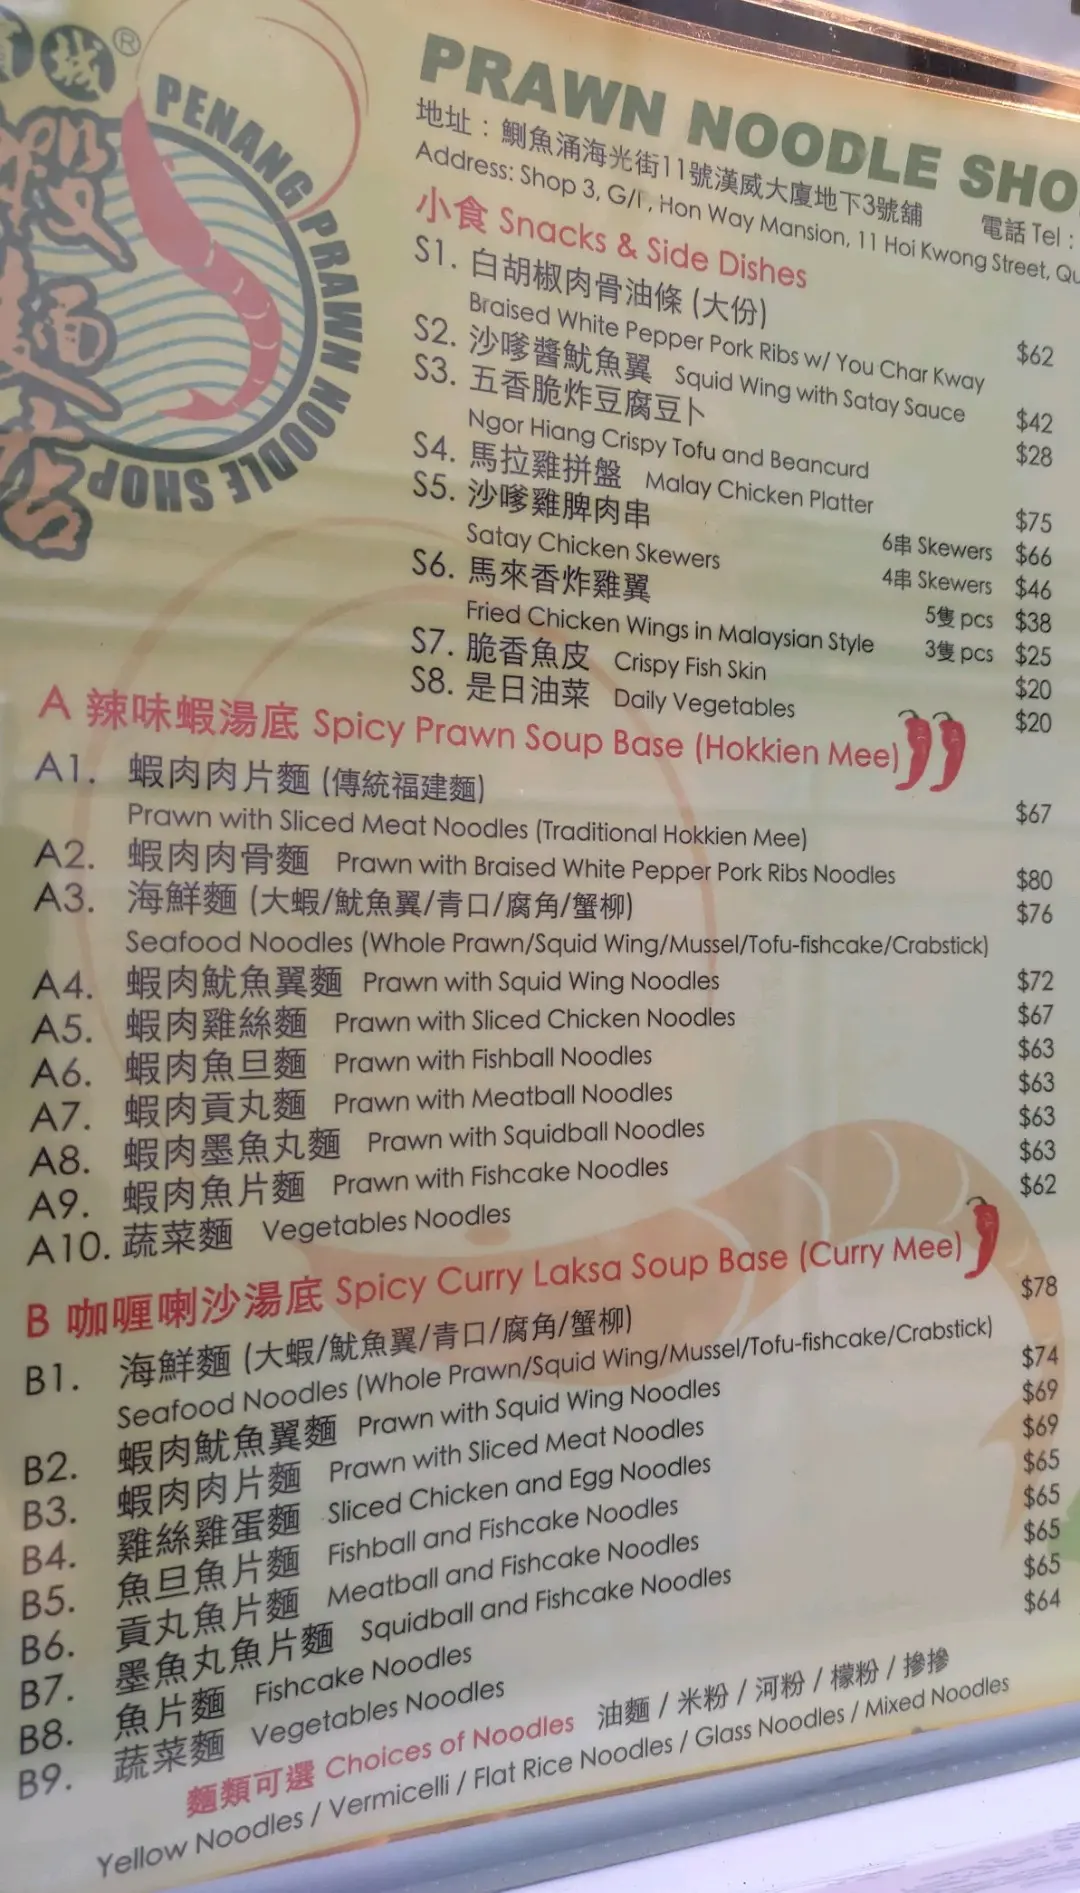 城®
蝦
麵
PENANG PRAWN NOODLE SHOP
PRAWN NOODLE SHO
地址：鰂魚涌海光街11號漢威大廈地下3號舖 電話 Tel :
Address: Shop 3, G/F, Hon Way Mansion, 11 Hoi Kwong Street, Qu
小食 Snacks & Side Dishes
S1. 白胡椒肉骨油條 (大份)
Braised White Pepper Pork Ribs w/ You Char Kway $62
S2. 沙嗲醬魷魚翼 Squid Wing with Satay Sauce $42
S3. 五香脆炸豆腐豆卜 $28
Ngor Hiang Crispy Tofu and Beancurd
S4. 馬拉雞拼盤 Malay Chicken Platter $75
S5. 沙嗲雞脾肉串 6串 Skewers $66
Satay Chicken Skewers 4串 Skewers $46
S6. 馬來香炸雞翼 5隻 pcs $38
Fried Chicken Wings in Malaysian Style 3隻 pcs $25
S7. 脆香魚皮 Crispy Fish Skin $20
S8. 是日油菜 Daily Vegetables $20
A 辣味蝦湯底 Spicy Prawn Soup Base (Hokkien Mee)
A1. 蝦肉肉片麵 (傳統福建麵) $67
Prawn with Sliced Meat Noodles (Traditional Hokkien Mee)
A2. 蝦肉肉骨麵 Prawn with Braised White Pepper Pork Ribs Noodles $80
A3. 海鮮麵 (大蝦/魷魚翼/青口/腐角/蟹柳) $76
Seafood Noodles (Whole Prawn/Squid Wing/Mussel/Tofu-fishcake/Crabstick)
A4. 蝦肉魷魚翼麵 Prawn with Squid Wing Noodles $72
A5. 蝦肉雞絲麵 Prawn with Sliced Chicken Noodles $67
A6. 蝦肉魚旦麵 Prawn with Fishball Noodles $63
A7. 蝦肉貢丸麵 Prawn with Meatball Noodles $63
A8. 蝦肉墨魚丸麵 Prawn with Squidball Noodles $63
A9. 蝦肉魚片麵 Prawn with Fishcake Noodles $63
A10. 蔬菜麵 Vegetables Noodles $62
B 咖喱喇沙湯底 Spicy Curry Laksa Soup Base (Curry Mee)
B1. 海鮮麵 (大蝦/魷魚翼/青口/腐角/蟹柳) $78
Seafood Noodles (Whole Prawn/Squid Wing/Mussel/Tofu-fishcake/Crabstick)
B2. 蝦肉魷魚翼麵 Prawn with Squid Wing Noodles $74
B3. 蝦肉肉片麵 Prawn with Sliced Meat Noodles $69
B4. 雞絲雞蛋麵 Sliced Chicken and Egg Noodles $69
B5. 魚旦魚片麵 Fishball and Fishcake Noodles $65
B6. 貢丸魚片麵 Meatball and Fishcake Noodles $65
B7. 墨魚丸魚片麵 Squidball and Fishcake Noodles $65
B8. 魚片麵 Fishcake Noodles $65
B9. 蔬菜麵 Vegetables Noodles $64
麵類可選 Choices of Noodles 油麵 / 米粉 / 河粉 / 檬粉 / 摻摻
Yellow Noodles / Vermicelli / Flat Rice Noodles / Glass Noodles / Mixed Noodles